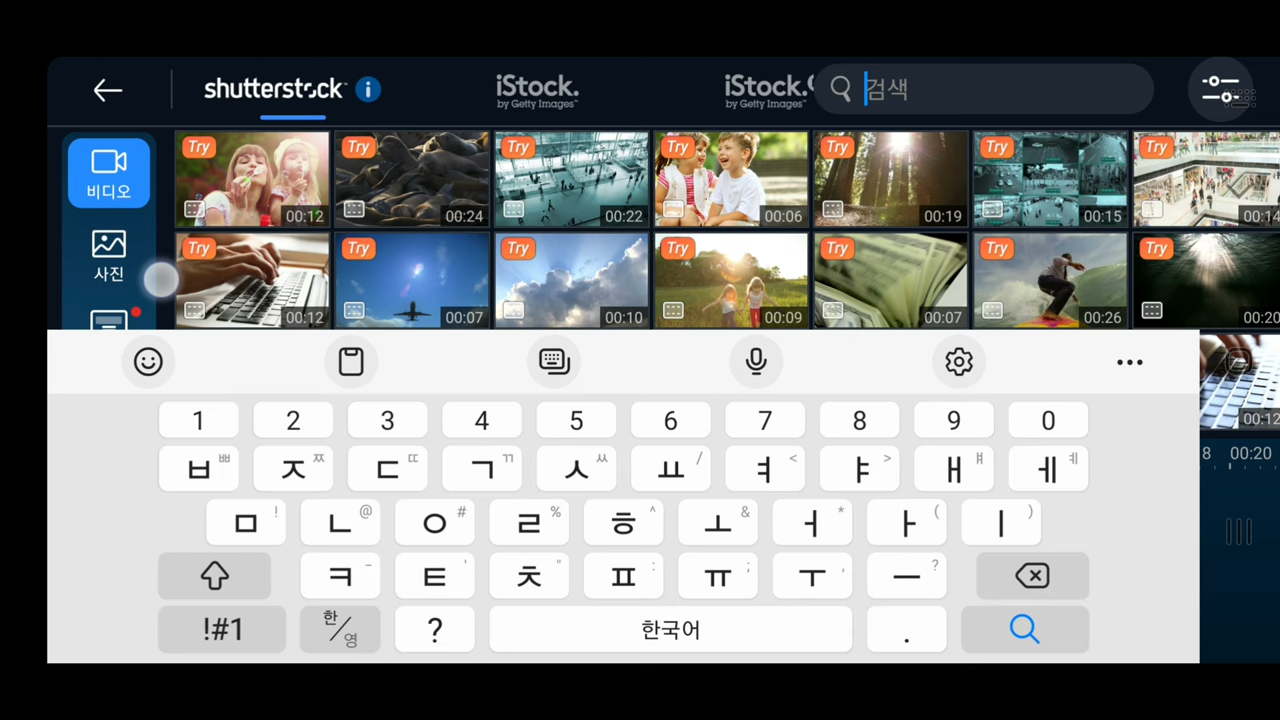 shutterstock
iStock.
by Getty Images™
iStock.
by Getty Images™
검색
비디오
사진
Try 00:12
Try 00:24
Try 00:22
Try 00:06
Try 00:19
Try 00:15
Try 00:14
Try 00:12
Try 00:07
Try 00:10
Try 00:09
Try 00:07
Try 00:26
Try 00:20
00:12
8 00:20
1 2 3 4 5 6 7 8 9 0
ㅂ ㅃ ㅈ ㅉ ㄷ ㄸ ㄱ ㄲ ㅅ ㅆ ㅛ / ㅕ < ㅑ > ㅐ ㅒ ㅔ ㅖ
ㅁ ! ㄴ @ ㅇ # ㄹ % ㅎ ^ ㅗ & ㅓ * ㅏ ( ㅣ )
ㅋ - ㅌ ' ㅊ " ㅍ : ㅠ ; ㅜ , ㅡ ?
!#1 한/영 ? 한국어 .